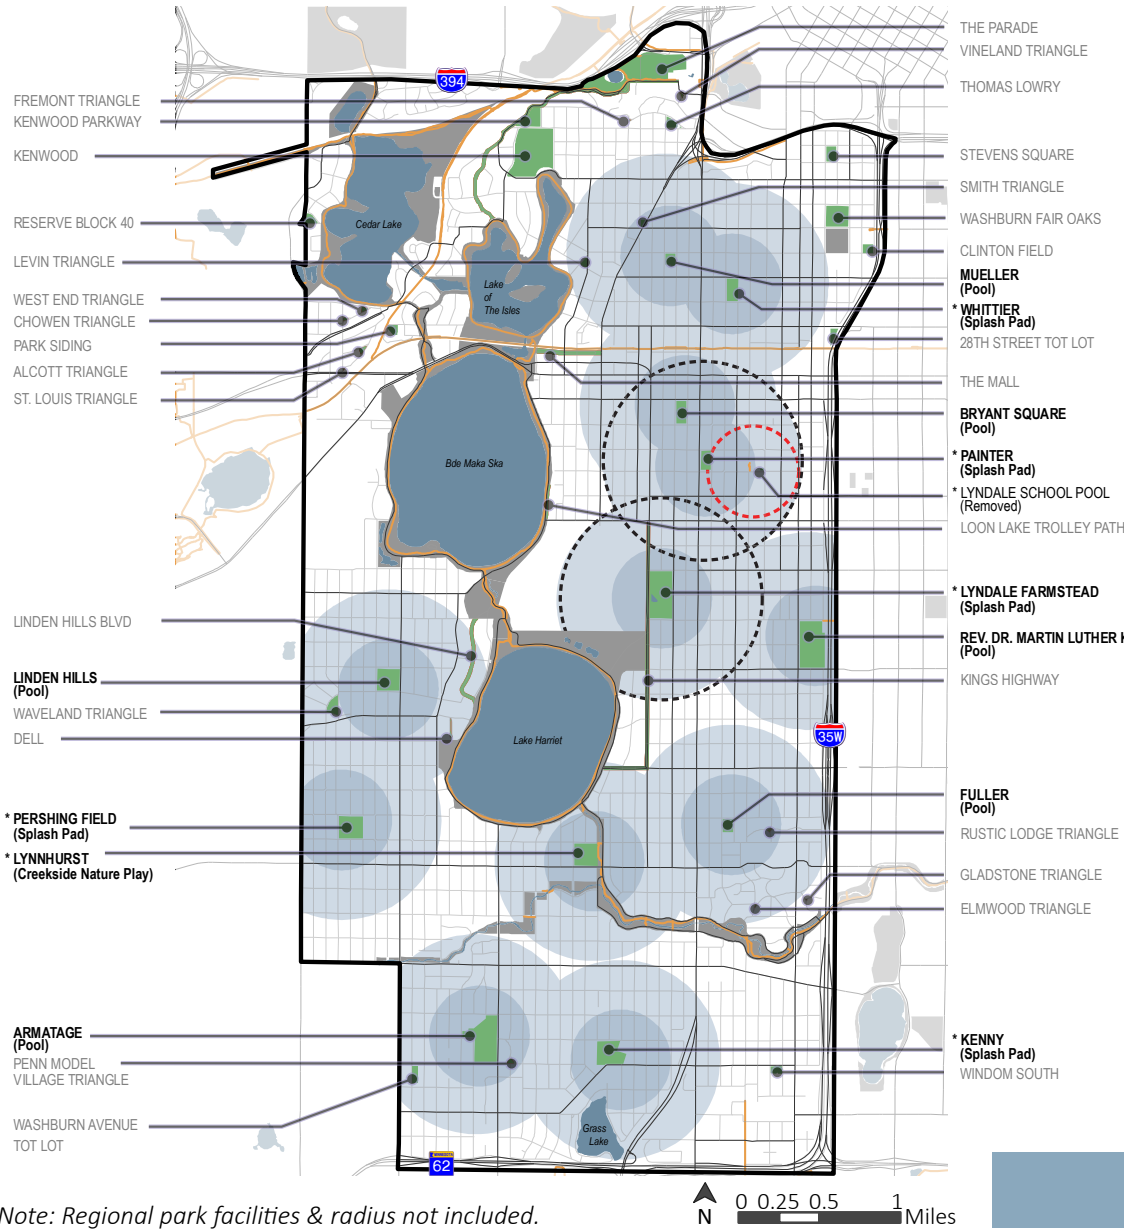 THE PARADE
VINELAND TRIANGLE
THOMAS LOWRY
394
FREMONT TRIANGLE
KENWOOD PARKWAY
KENWOOD
STEVENS SQUARE
SMITH TRIANGLE
RESERVE BLOCK 40
Cedar Lake
WASHBURN FAIR OAKS
LEVIN TRIANGLE
CLINTON FIELD
MUELLER
(Pool)
Lake
of
The Isles
WEST END TRIANGLE
CHOWEN TRIANGLE
PARK SIDING
ALCOTT TRIANGLE
ST. LOUIS TRIANGLE
* WHITTIER
(Splash Pad)
28TH STREET TOT LOT
THE MALL
BRYANT SQUARE
(Pool)
Bde Maka Ska
* PAINTER
(Splash Pad)
* LYNDALE SCHOOL POOL
(Removed)
LOON LAKE TROLLEY PATH
* LYNDALE FARMSTEAD
(Splash Pad)
LINDEN HILLS BLVD
REV. DR. MARTIN LUTHER K
(Pool)
LINDEN HILLS
(Pool)
KINGS HIGHWAY
WAVELAND TRIANGLE
DELL
Lake Harriet
35W
FULLER
(Pool)
* PERSHING FIELD
(Splash Pad)
RUSTIC LODGE TRIANGLE
* LYNNHURST
(Creekside Nature Play)
GLADSTONE TRIANGLE
ELMWOOD TRIANGLE
ARMATAGE
(Pool)
* KENNY
(Splash Pad)
PENN MODEL
VILLAGE TRIANGLE
WINDOM SOUTH
WASHBURN AVENUE
TOT LOT
Grass
Lake
62
Note: Regional park facilities & radius not included.
N
0 0.25 0.5 1
Miles